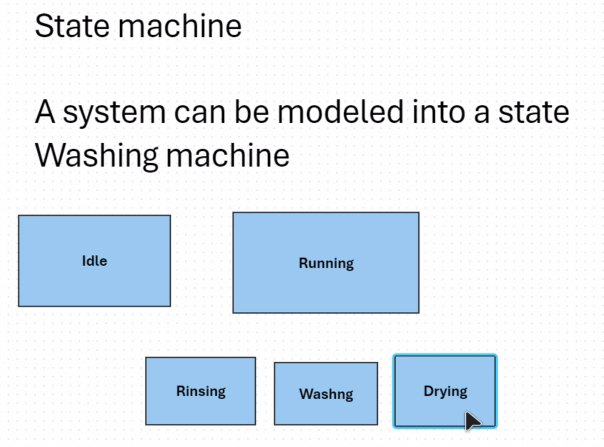 State machine
A system can be modeled into a state
Washing machine
Idle
Running
Rinsing
Washng
Drying